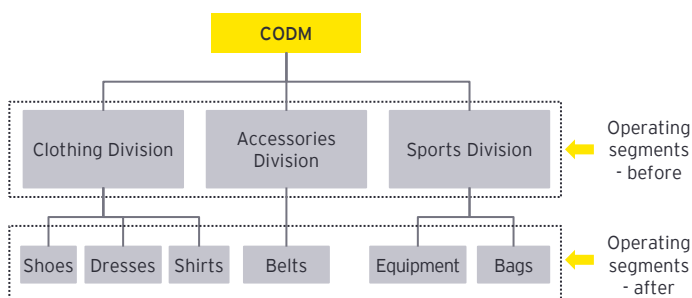 CODM
Clothing Division
Accessories
Division
Sports Division
Operating
segments
- before
Shoes
Dresses
Shirts
Belts
Equipment
Bags
Operating
segments
- after